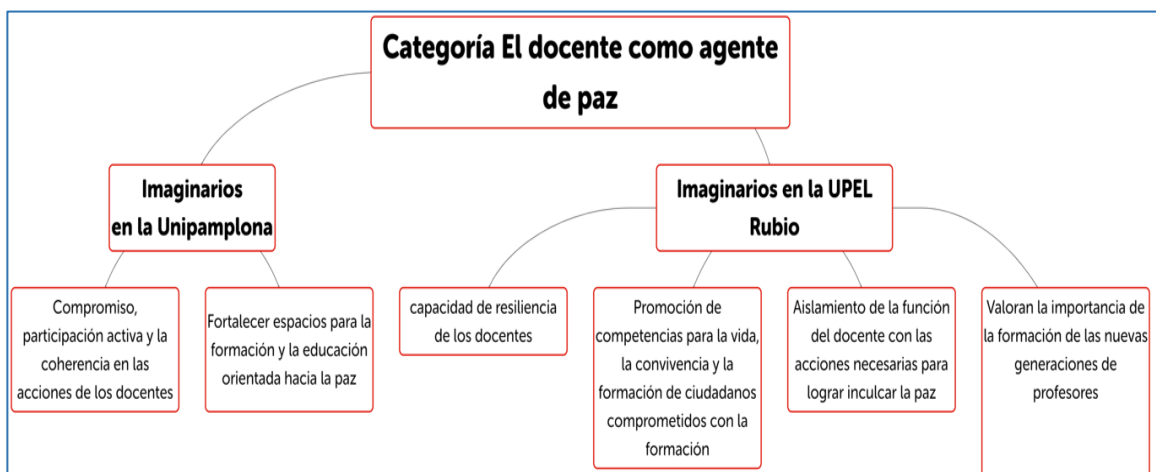 Categoría El docente como agente
de paz
Imaginarios
en la Unipamplona
Imaginarios en la UPEL
Rubio
Compromiso,
participación activa y la
coherencia en las
acciones de los docentes
Fortalecer espacios para la
formación y la educación
orientada hacia la paz
capacidad de resiliencia
de los docentes
Promoción de
competencias para la vida,
la convivencia y la
formación de ciudadanos
comprometidos con la
formación
Aislamiento de la función
del docente con las
acciones necesarias para
lograr inculcar la paz
Valoran la importancia de
la formación de las nuevas
generaciones de
profesores